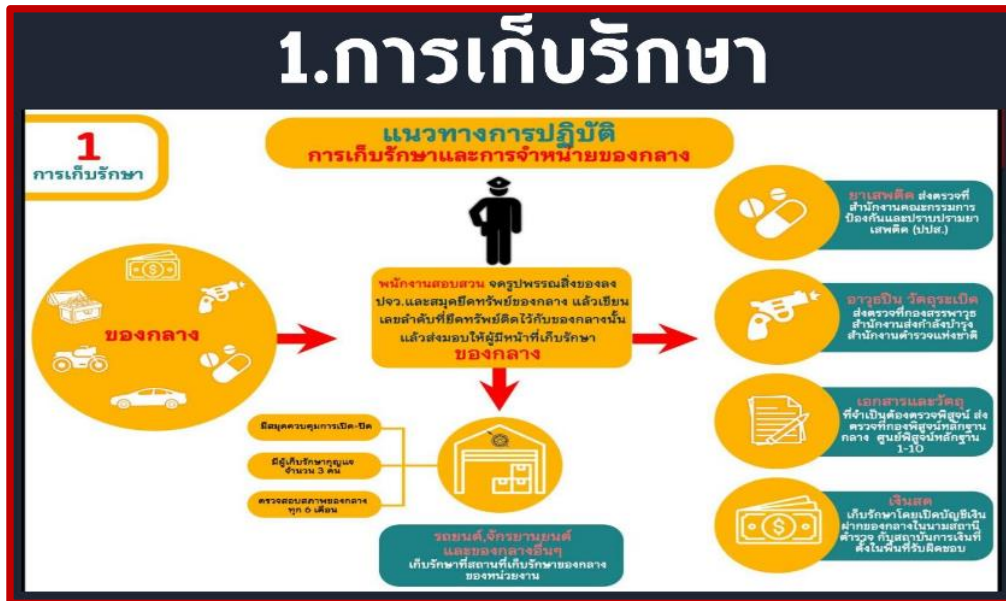 1.การเก็บรักษา
1
การเก็บรักษา
แนวทางการปฏิบัติ
การเก็บรักษาและการจำหน่ายของกลาง
ของกลาง
พนักงานสอบสวน จดรูปพรรณสิ่งของลง
ปจว.และสมุดยึดทรัพย์ของกลาง แล้วเขียน
เลขลำดับที่ยึดทรัพย์ติดไว้กับของกลางนั้น
แล้วส่งมอบให้ผู้มีหน้าที่เก็บรักษา
ของกลาง
มีสมุดควบคุมการเปิด-ปิด
มีผู้เก็บรักษากุญแจ
จำนวน 3 คน
ตรวจสอบสภาพของกลาง
ทุก 6 เดือน
รถยนต์,จักรยานยนต์
และของกลางอื่นๆ
เก็บรักษาที่สถานที่เก็บรักษาของกลาง
ของหน่วยงาน
ยาเสพติด ส่งตรวจที่
สำนักงานคณะกรรมการ
ป้องกันและปราบปรามยา
เสพติด (ปปส.)
อาวุธปืน วัตถุระเบิด
ส่งตรวจที่กองสรรพาวุธ
สำนักงานส่งกำลังบำรุง
สำนักงานตำรวจแห่งชาติ
เอกสารและวัตถุ
ที่จำเป็นต้องตรวจพิสูจน์ ส่ง
ตรวจที่กองพิสูจน์หลักฐาน
กลาง ศูนย์พิสูจน์หลักฐาน
1-10
เงินสด
เก็บรักษาโดยเปิดบัญชีเงิน
ฝากของกลางในนามสถานี
ตำรวจ กับสถาบันการเงินที่
ตั้งในพื้นที่รับผิดชอบ